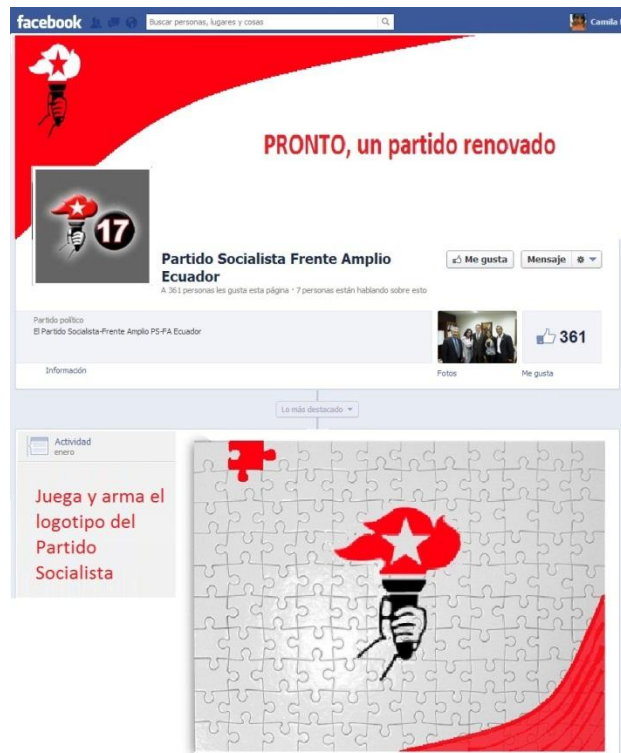 facebook
Buscar personas, lugares y cosas
Camila
PRONTO, un partido renovado
17
Partido Socialista Frente Amplio
Ecuador
A 361 personas les gusta esta página · 7 personas están hablando sobre esto
Me gusta
Mensaje
Partido político
El Partido Socialista-Frente Amplio PS-FA Ecuador
Información
361
Fotos
Me gusta
Lo más destacado
Actividad
enero
Juega y arma el
logotipo del
Partido
Socialista